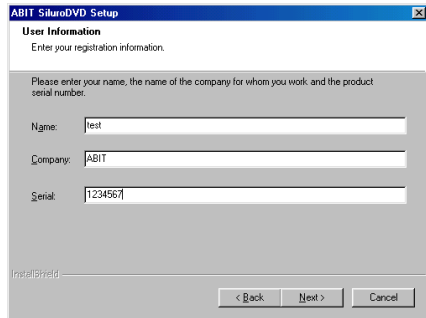 ABIT SiluroDVD Setup
User Information
Enter your registration information.
Please enter your name, the name of the company for whom you work and the product
serial number.
Name: test
Company: ABIT
Serial: 1234567
InstallShield
< Back Next > Cancel